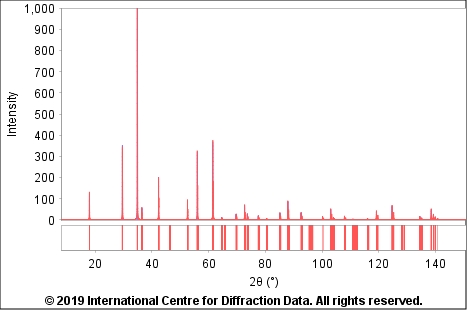 1,000
900
800
700
600
500
400
300
200
100
0
Intensity
20 40 60 80 100 120 140
2θ (°)
© 2019 International Centre for Diffraction Data. All rights reserved.